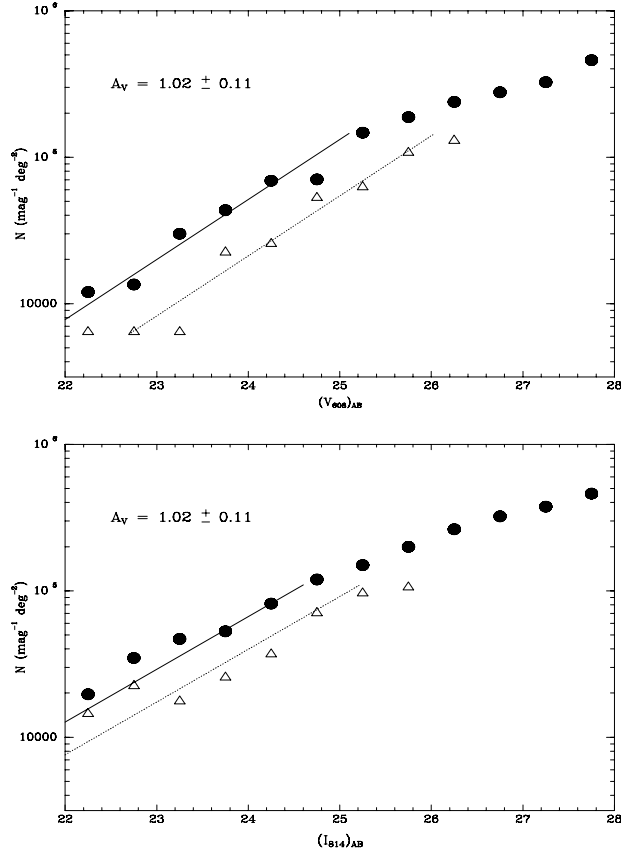 10⁶
A_V = 1.02 ± 0.11
10⁵
N (mag⁻¹ deg⁻²)
10000
22 23 24 25 26 27 28
(V₆₀₆)_AB
10⁶
A_V = 1.02 ± 0.11
10⁵
N (mag⁻¹ deg⁻²)
10000
22 23 24 25 26 27 28
(I₈₁₄)_AB